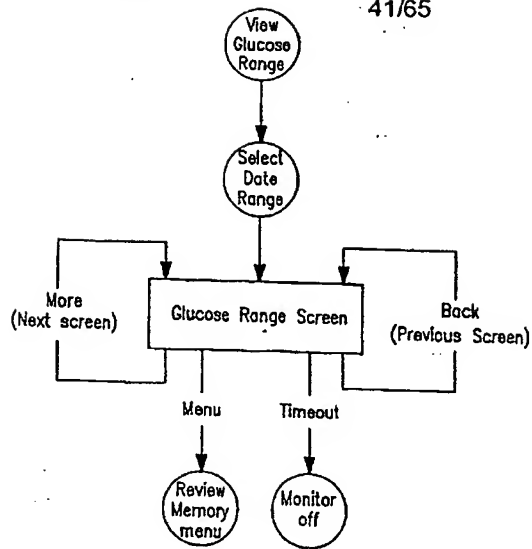 41/65
View
Glucose
Range
Select
Date
Range
More
(Next screen)
Glucose Range Screen
Back
(Previous Screen)
Menu
Timeout
Review
Memory
menu
Monitor
off